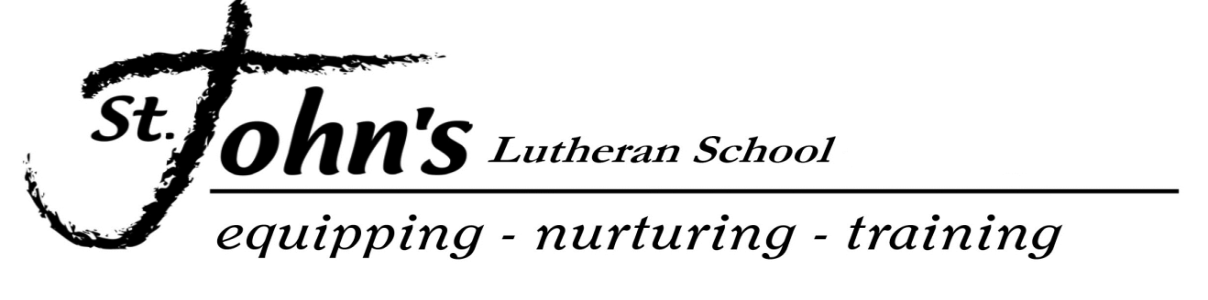 St. John's Lutheran School
equipping - nurturing - training